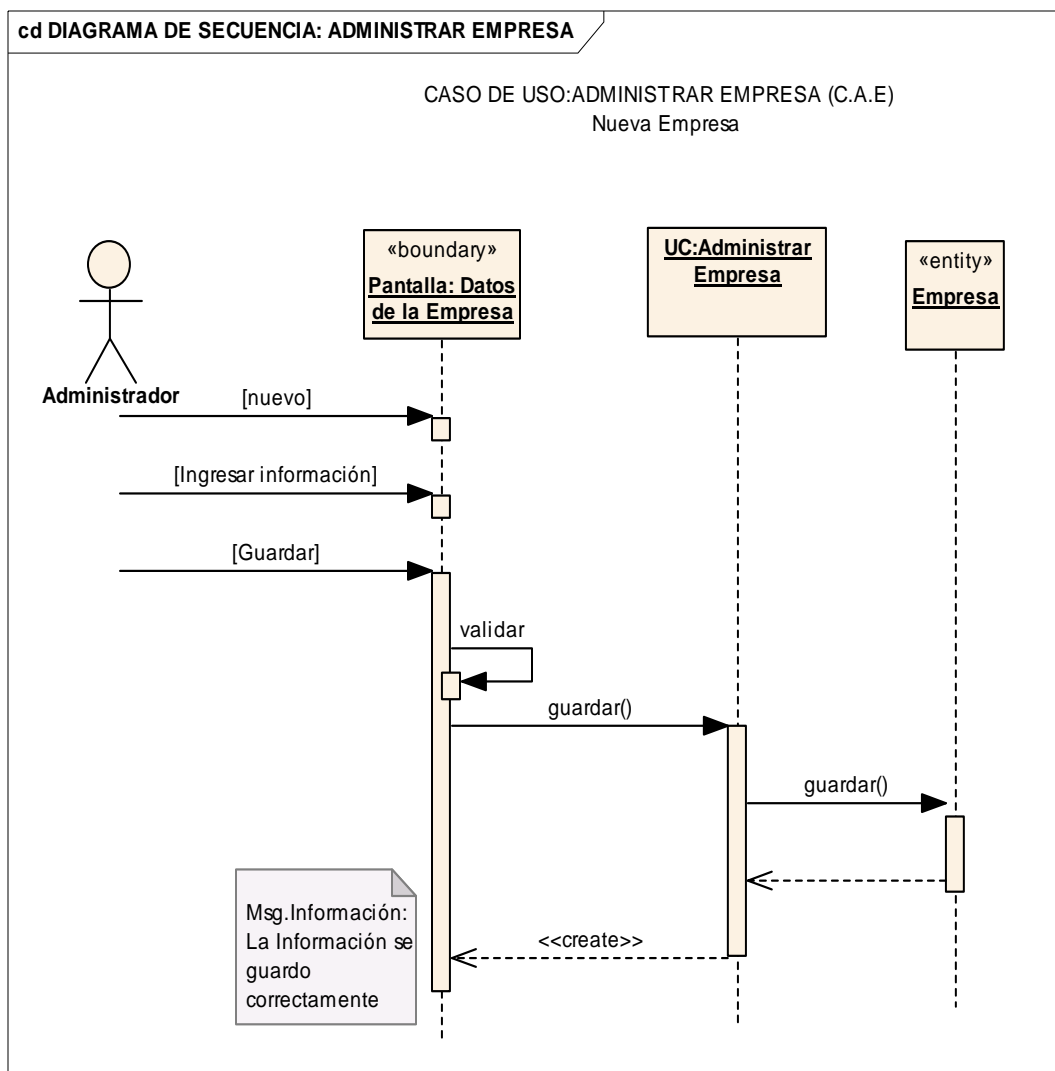 cd DIAGRAMA DE SECUENCIA: ADMINISTRAR EMPRESA
CASO DE USO:ADMINISTRAR EMPRESA (C.A.E)
Nueva Empresa
Administrador
«boundary»
Pantalla: Datos
de la Empresa
UC:Administrar
Empresa
«entity»
Empresa
[nuevo]
[Ingresar información]
[Guardar]
validar
guardar()
guardar()
<<create>>
Msg.Información:
La Información se
guardo
correctamente